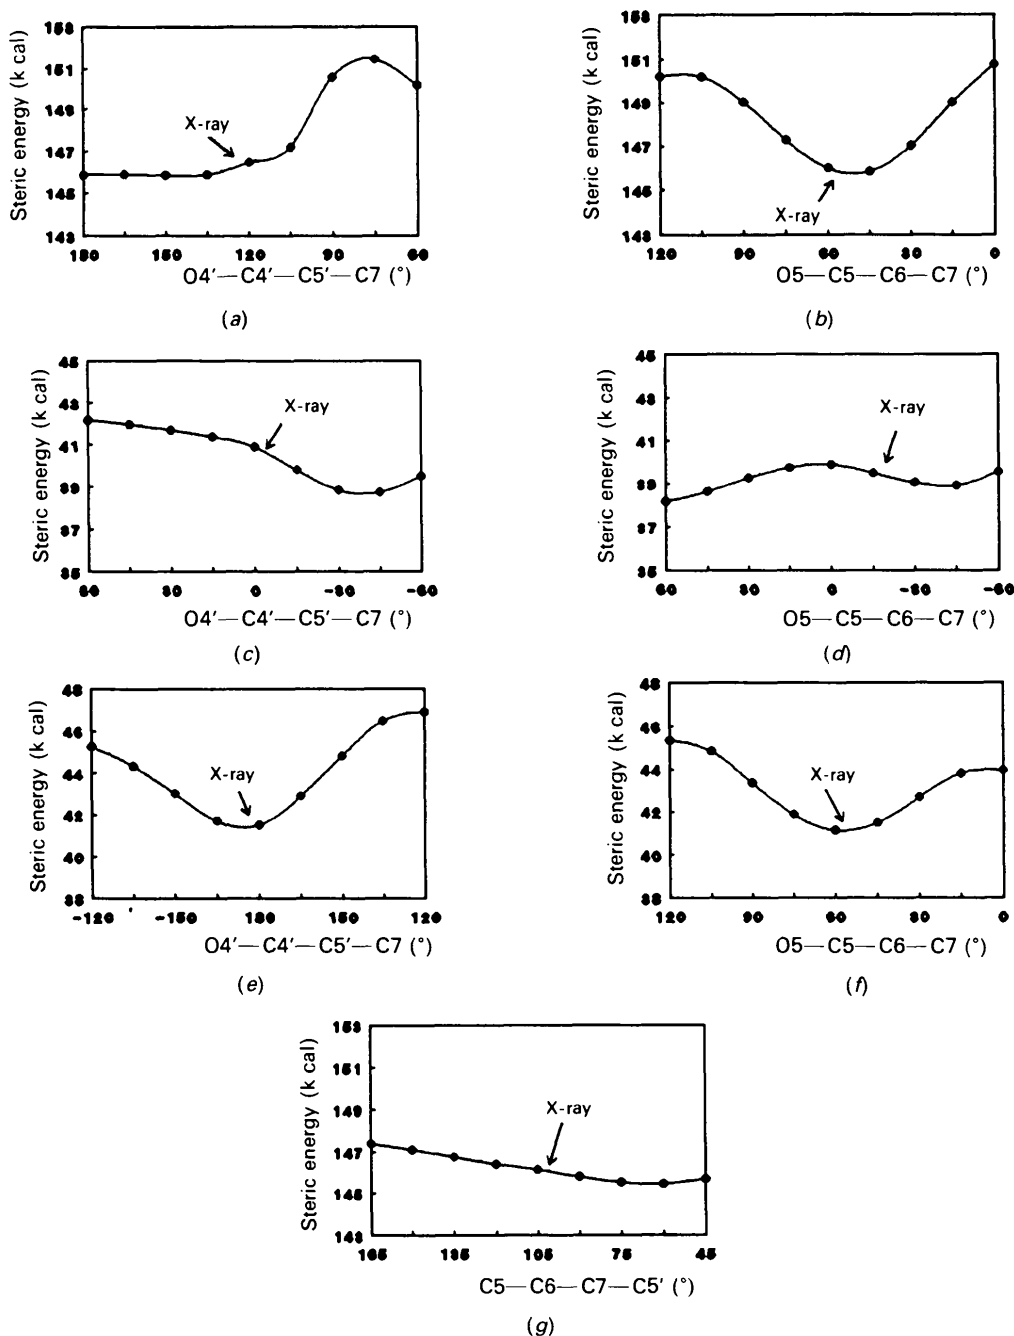 153
151
149
147
145
143
Steric energy (k cal)
X-ray
180 150 120 90 60
O4′—C4′—C5′—C7 (°)
(a)
153
151
149
147
145
143
Steric energy (k cal)
X-ray
120 90 60 30 0
O5—C5—C6—C7 (°)
(b)
45
43
41
39
37
35
Steric energy (k cal)
X-ray
60 30 0 -30 -60
O4′—C4′—C5′—C7 (°)
(c)
45
43
41
39
37
35
Steric energy (k cal)
X-ray
60 30 0 -30 -60
O5—C5—C6—C7 (°)
(d)
48
46
44
42
40
38
Steric energy (k cal)
X-ray
-120 -150 180 150 120
O4′—C4′—C5′—C7 (°)
(e)
48
46
44
42
40
38
Steric energy (k cal)
X-ray
120 90 60 30 0
O5—C5—C6—C7 (°)
(f)
153
151
149
147
145
143
Steric energy (k cal)
X-ray
165 135 105 75 45
C5—C6—C7—C5′ (°)
(g)